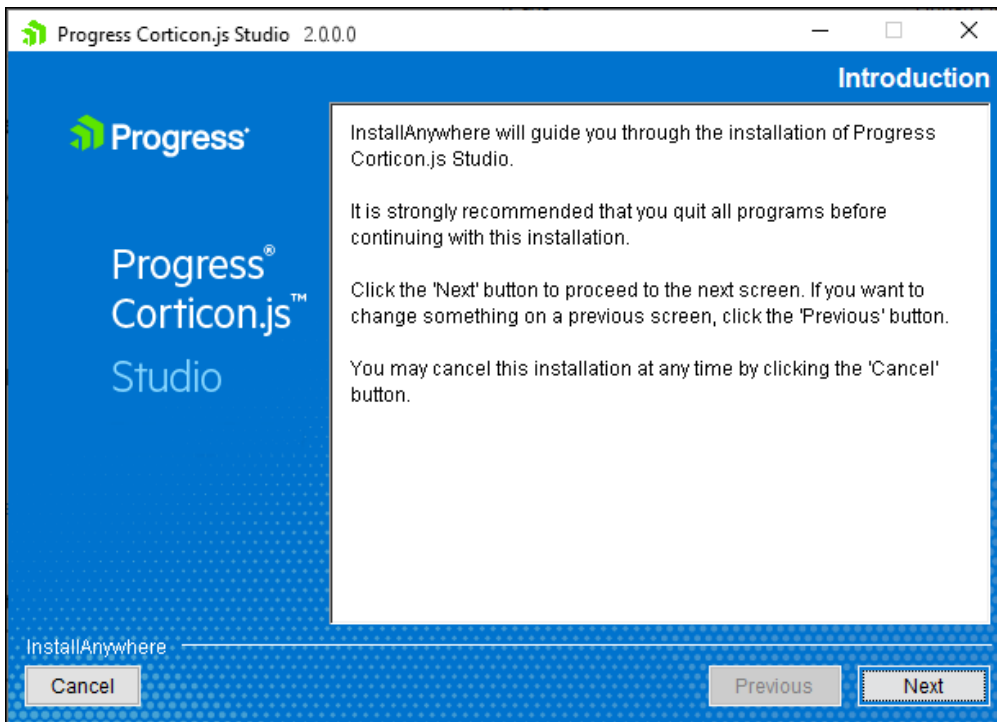 Progress Corticon.js Studio 2.0.0.0
Introduction
Progress
Progress®
Corticon.js™
Studio
InstallAnywhere will guide you through the installation of Progress
Corticon.js Studio.
It is strongly recommended that you quit all programs before
continuing with this installation.
Click the 'Next' button to proceed to the next screen. If you want to
change something on a previous screen, click the 'Previous' button.
You may cancel this installation at any time by clicking the 'Cancel'
button.
InstallAnywhere
Cancel
Previous
Next